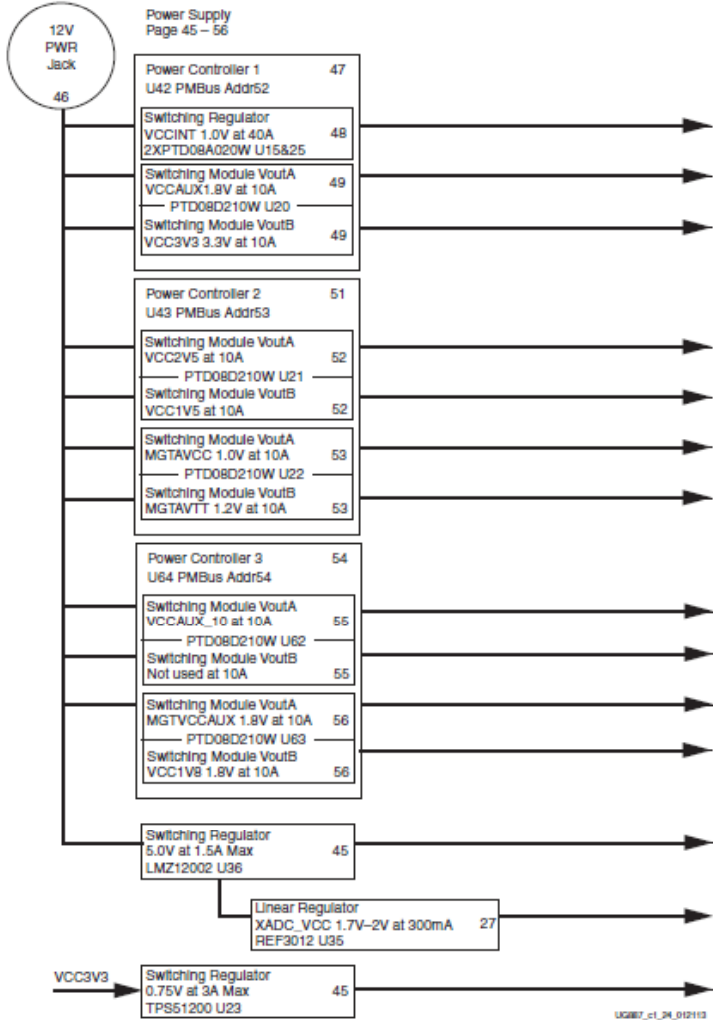 12V
PWR
Jack
46
Power Supply
Page 45 – 56
Power Controller 1 47
U42 PMBus Addr52
Switching Regulator
VCCINT 1.0V at 40A 48
2XPTD08A020W U15&25
Switching Module VoutA
VCCAUX1.8V at 10A 49
PTD08D210W U20
Switching Module VoutB
VCC3V3 3.3V at 10A 49
Power Controller 2 51
U43 PMBus Addr53
Switching Module VoutA
VCC2V5 at 10A 52
PTD08D210W U21
Switching Module VoutB
VCC1V5 at 10A 52
Switching Module VoutA
MGTAVCC 1.0V at 10A 53
PTD08D210W U22
Switching Module VoutB
MGTAVTT 1.2V at 10A 53
Power Controller 3 54
U64 PMBus Addr54
Switching Module VoutA
VCCAUX_10 at 10A 55
PTD08D210W U62
Switching Module VoutB
Not used at 10A 55
Switching Module VoutA
MGTVCCAUX 1.8V at 10A 56
PTD08D210W U63
Switching Module VoutB
VCC1V8 1.8V at 10A 56
Switching Regulator
5.0V at 1.5A Max 45
LMZ12002 U36
Linear Regulator
XADC_VCC 1.7V–2V at 300mA 27
REF3012 U35
VCC3V3
Switching Regulator
0.75V at 3A Max 45
TPS51200 U23
UG887_c1_24_012113